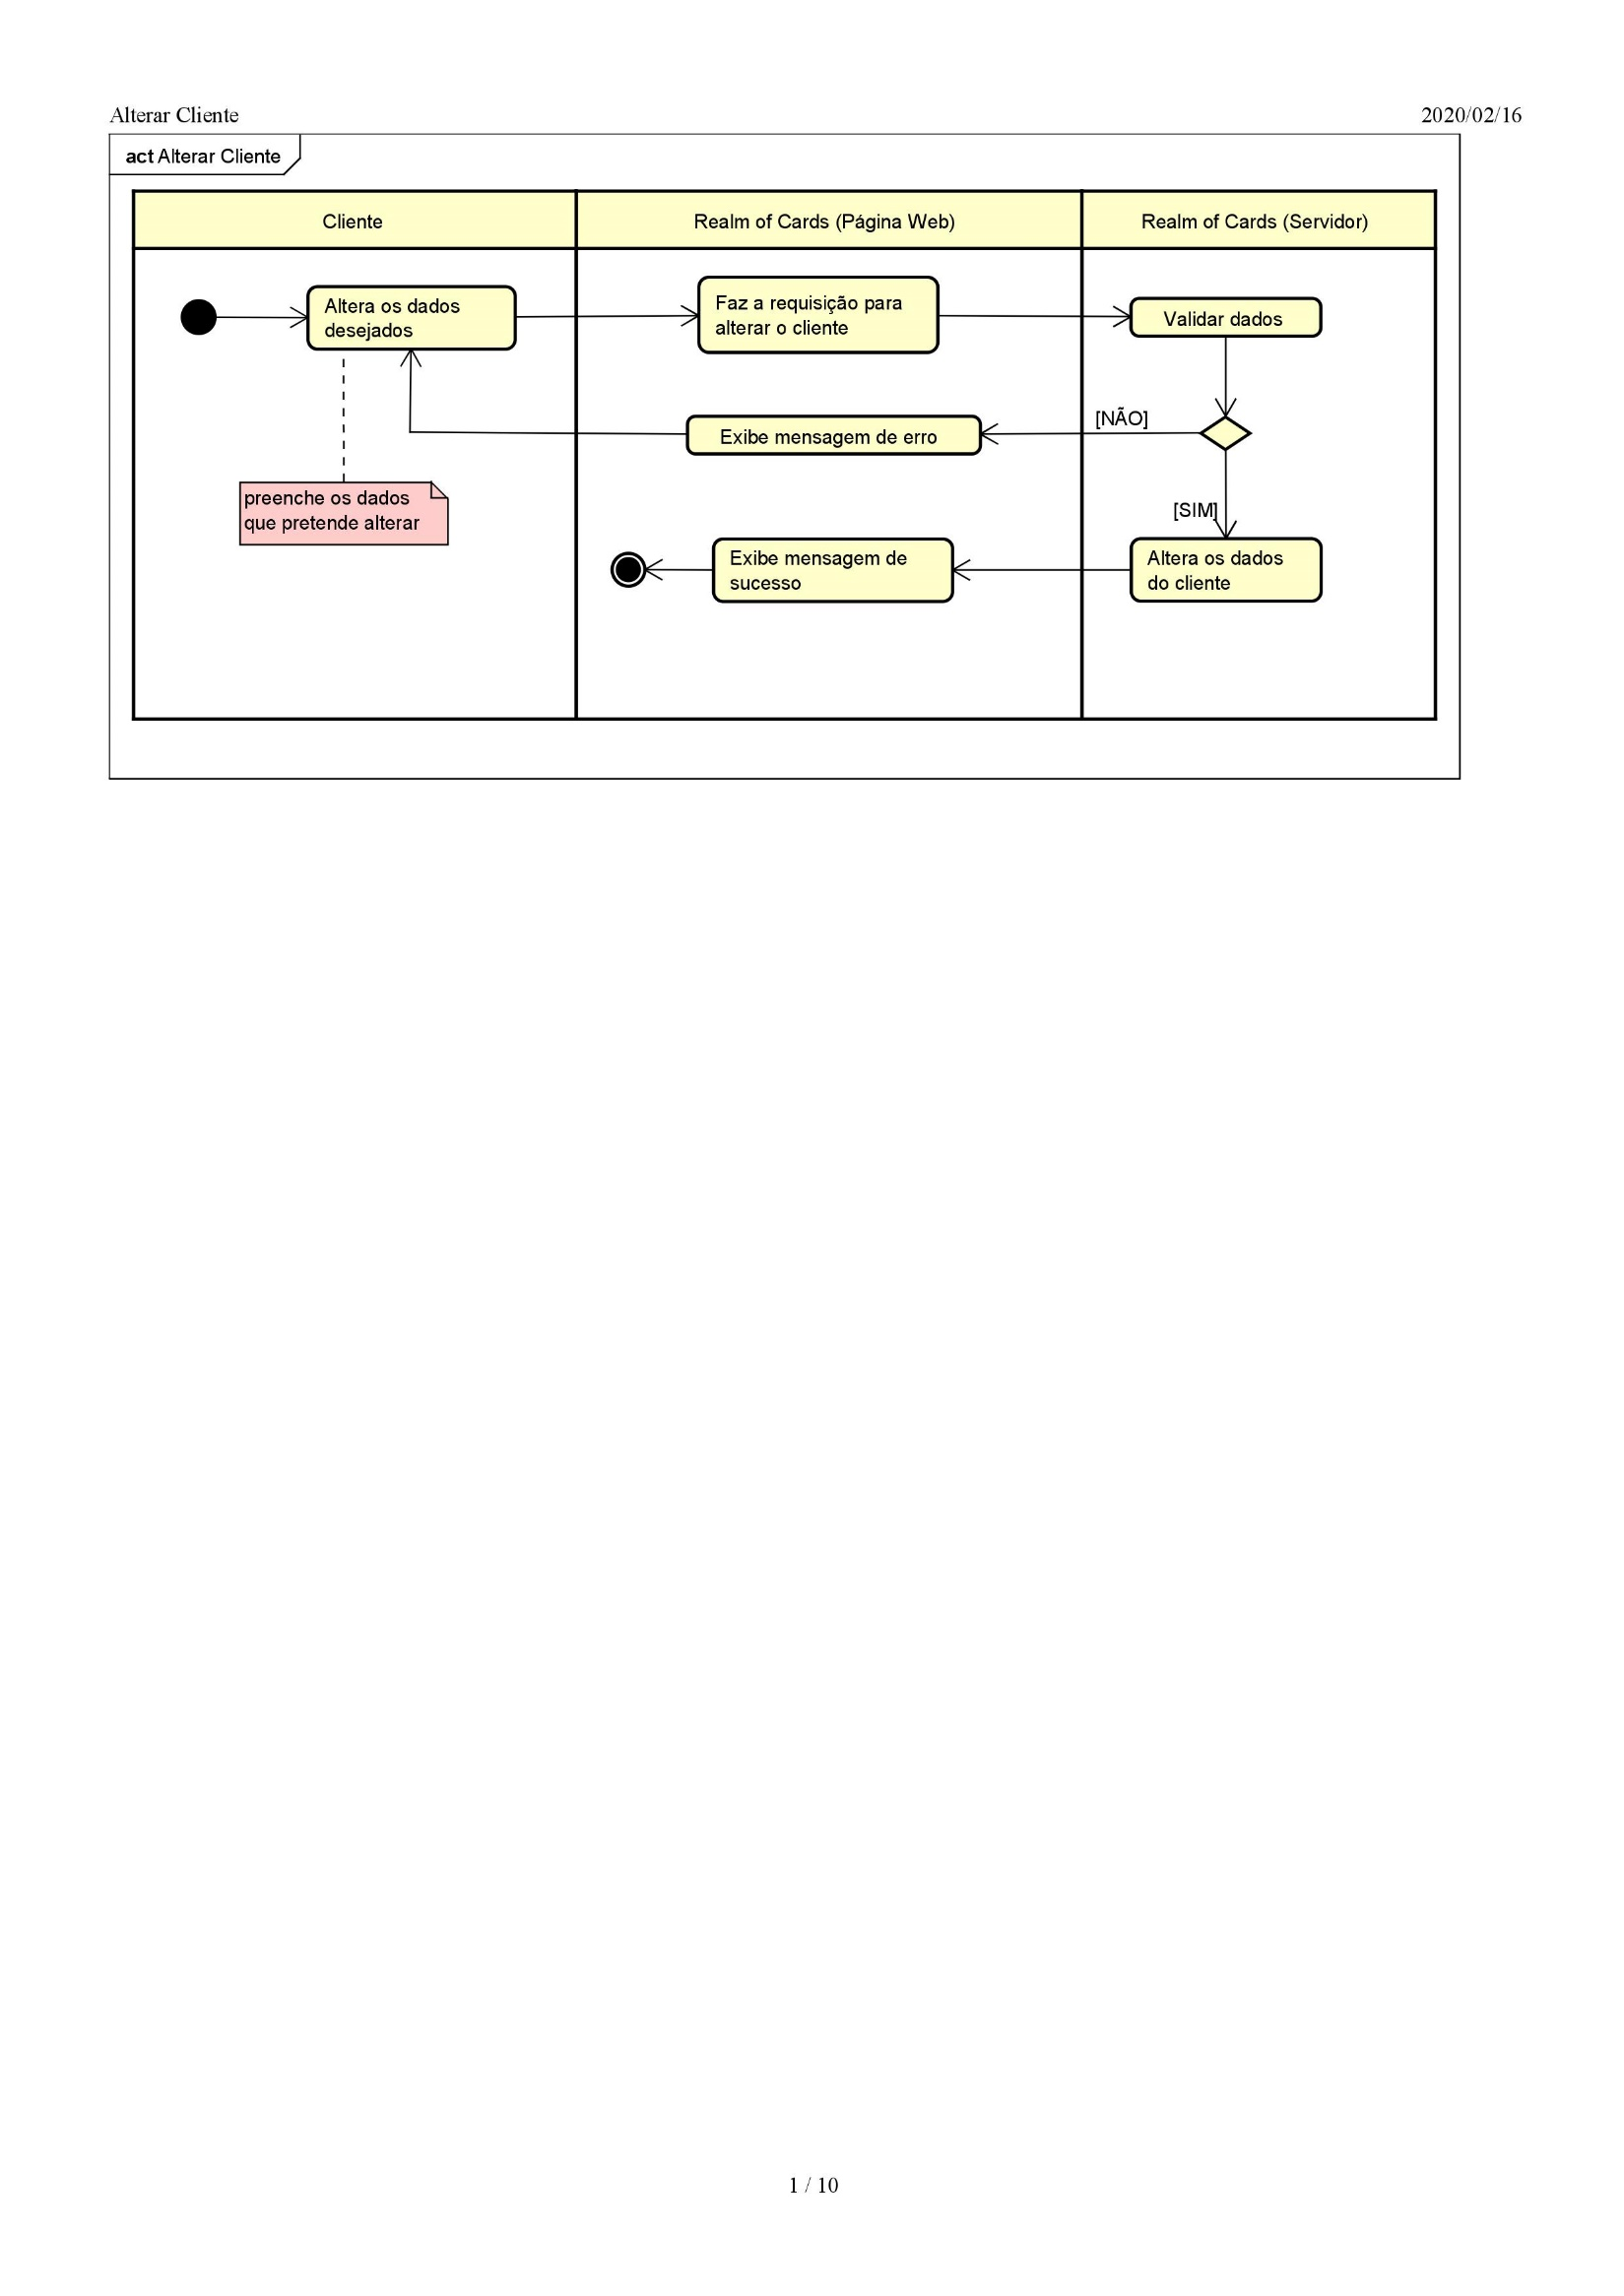 Alterar Cliente
2020/02/16
act Alterar Cliente
Cliente
Realm of Cards (Página Web)
Realm of Cards (Servidor)
Altera os dados
desejados
Faz a requisição para
alterar o cliente
Validar dados
[NÃO]
Exibe mensagem de erro
preenche os dados
que pretende alterar
[SIM]
Exibe mensagem de
sucesso
Altera os dados
do cliente
1 / 10